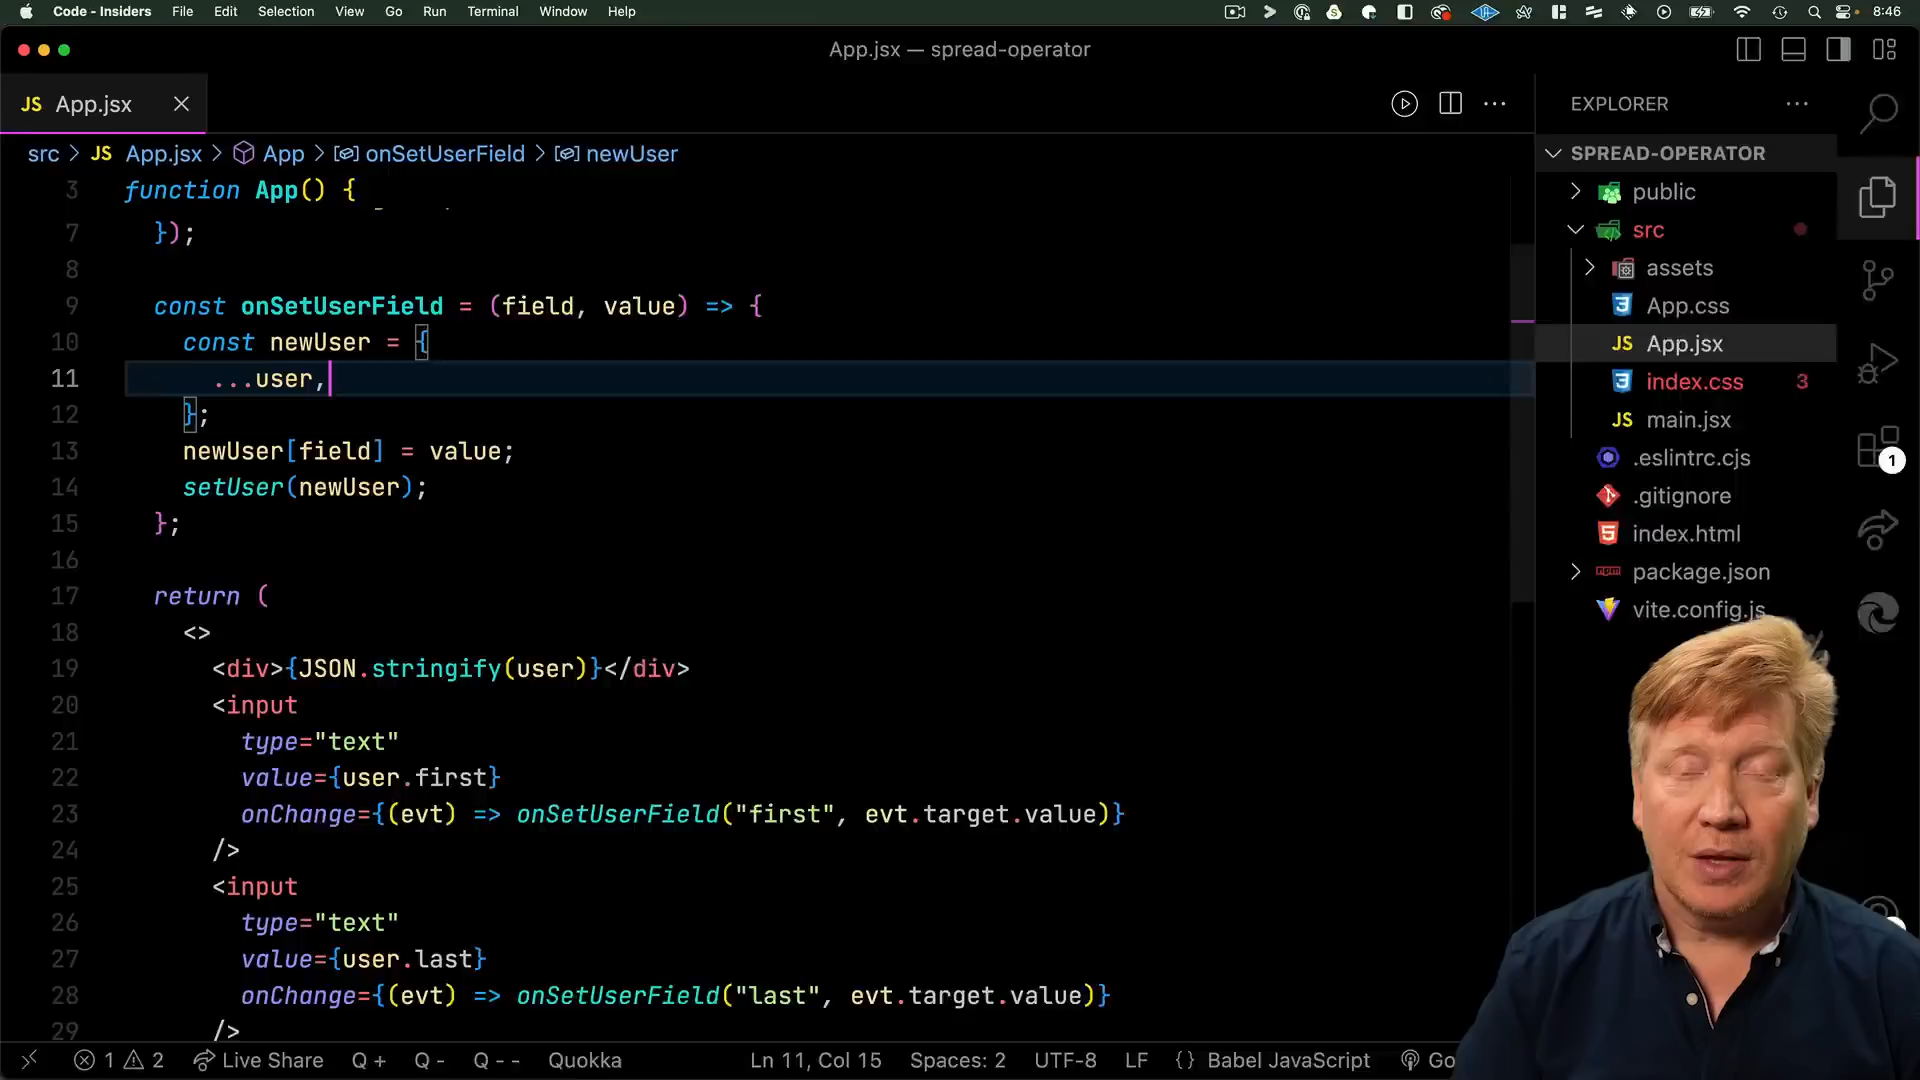 Code - Insiders File Edit Selection View Go Run Terminal Window Help 8:46
App.jsx — spread-operator
JS App.jsx
src > JS App.jsx > App > onSetUserField > newUser
3 function App() {
7 });
8
9 const onSetUserField = (field, value) => {
10 const newUser = {
11 ...user,
12 };
13 newUser[field] = value;
14 setUser(newUser);
15 };
16
17 return (
18 <>
19 <div>{JSON.stringify(user)}</div>
20 <input
21 type="text"
22 value={user.first}
23 onChange={(evt) => onSetUserField("first", evt.target.value)}
24 />
25 <input
26 type="text"
27 value={user.last}
28 onChange={(evt) => onSetUserField("last", evt.target.value)}
29 />
EXPLORER
SPREAD-OPERATOR
public
src
assets
App.css
JS App.jsx
index.css 3
JS main.jsx
.eslintrc.cjs
.gitignore
index.html
package.json
vite.config.js
1
1 2 Live Share Q + Q - Q - - Quokka Ln 11, Col 15 Spaces: 2 UTF-8 LF {} Babel JavaScript Go